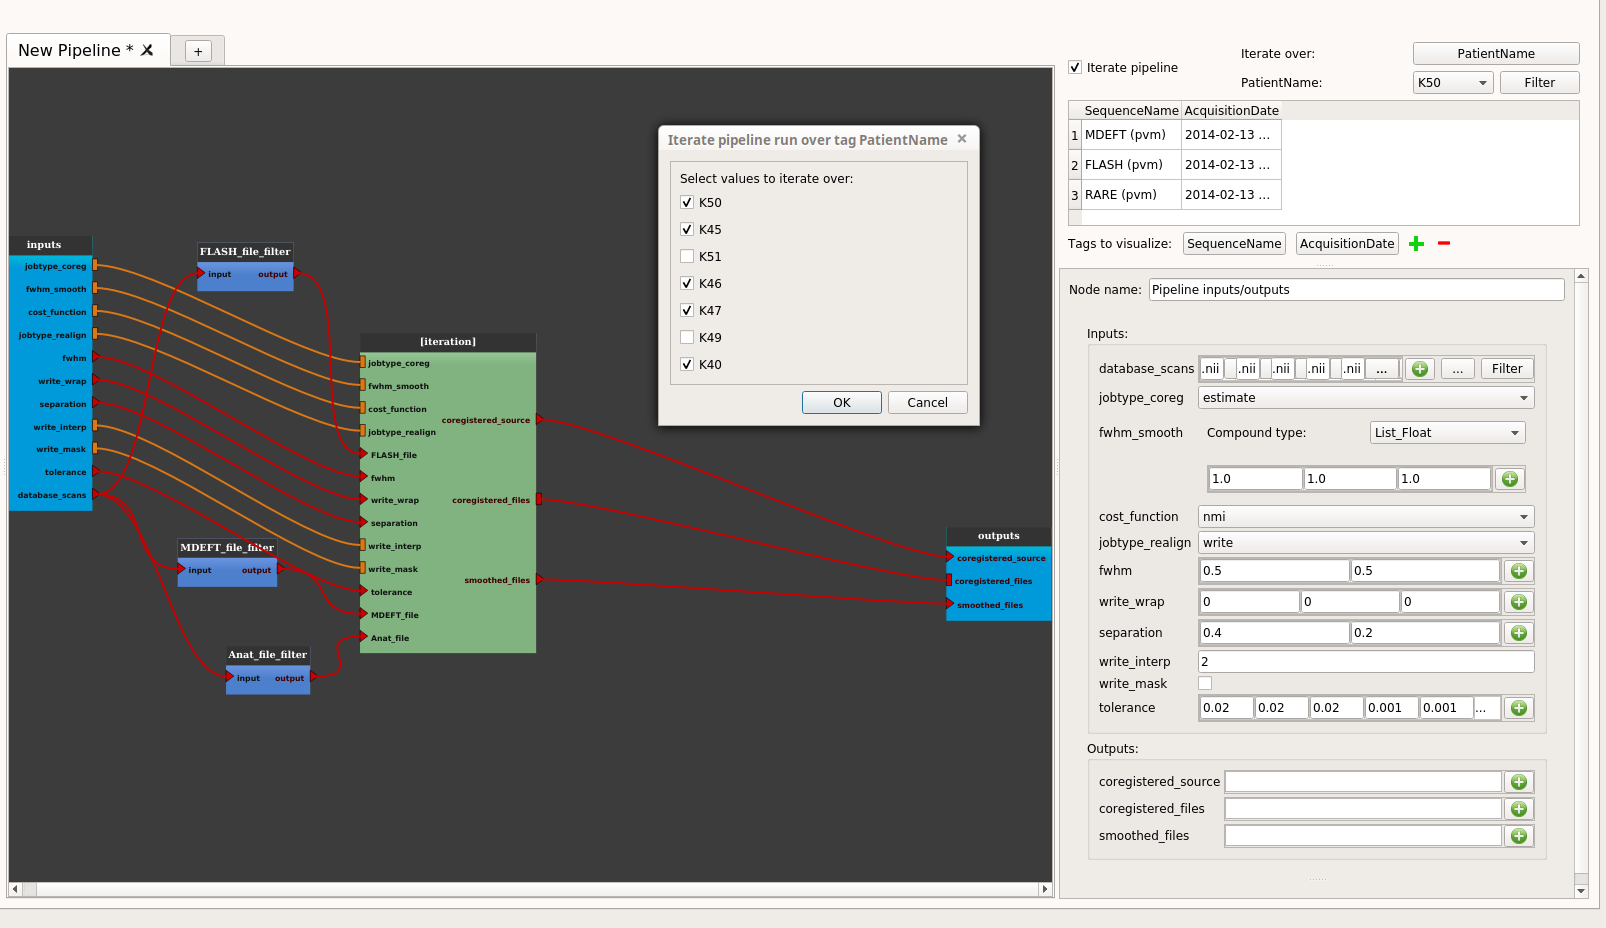 New Pipeline *
+
Iterate pipeline
Iterate over:
PatientName
PatientName:
K50
Filter
SequenceName AcquisitionDate
1 MDEFT (pvm) 2014-02-13 ...
2 FLASH (pvm) 2014-02-13 ...
3 RARE (pvm) 2014-02-13 ...
Tags to visualize: SequenceName AcquisitionDate
Iterate pipeline run over tag PatientName
Select values to iterate over:
K50
K45
K51
K46
K47
K49
K40
OK Cancel
inputs
jobtype_coreg
fwhm_smooth
cost_function
jobtype_realign
fwhm
write_wrap
separation
write_interp
write_mask
tolerance
database_scans
FLASH_file_filter
input output
MDEFT_file_filter
input output
Anat_file_filter
input output
[iteration]
jobtype_coreg
fwhm_smooth
cost_function
jobtype_realign
FLASH_file
fwhm
write_wrap
separation
write_interp
write_mask
tolerance
MDEFT_file
Anat_file
coregistered_source
coregistered_files
smoothed_files
outputs
coregistered_source
coregistered_files
smoothed_files
Node name: Pipeline inputs/outputs
Inputs:
database_scans .nii .nii .nii .nii .nii ... ... Filter
jobtype_coreg estimate
fwhm_smooth Compound type: List_Float
1.0 1.0 1.0
cost_function nmi
jobtype_realign write
fwhm 0.5 0.5
write_wrap 0 0 0
separation 0.4 0.2
write_interp 2
write_mask
tolerance 0.02 0.02 0.02 0.001 0.001 ...
Outputs:
coregistered_source
coregistered_files
smoothed_files